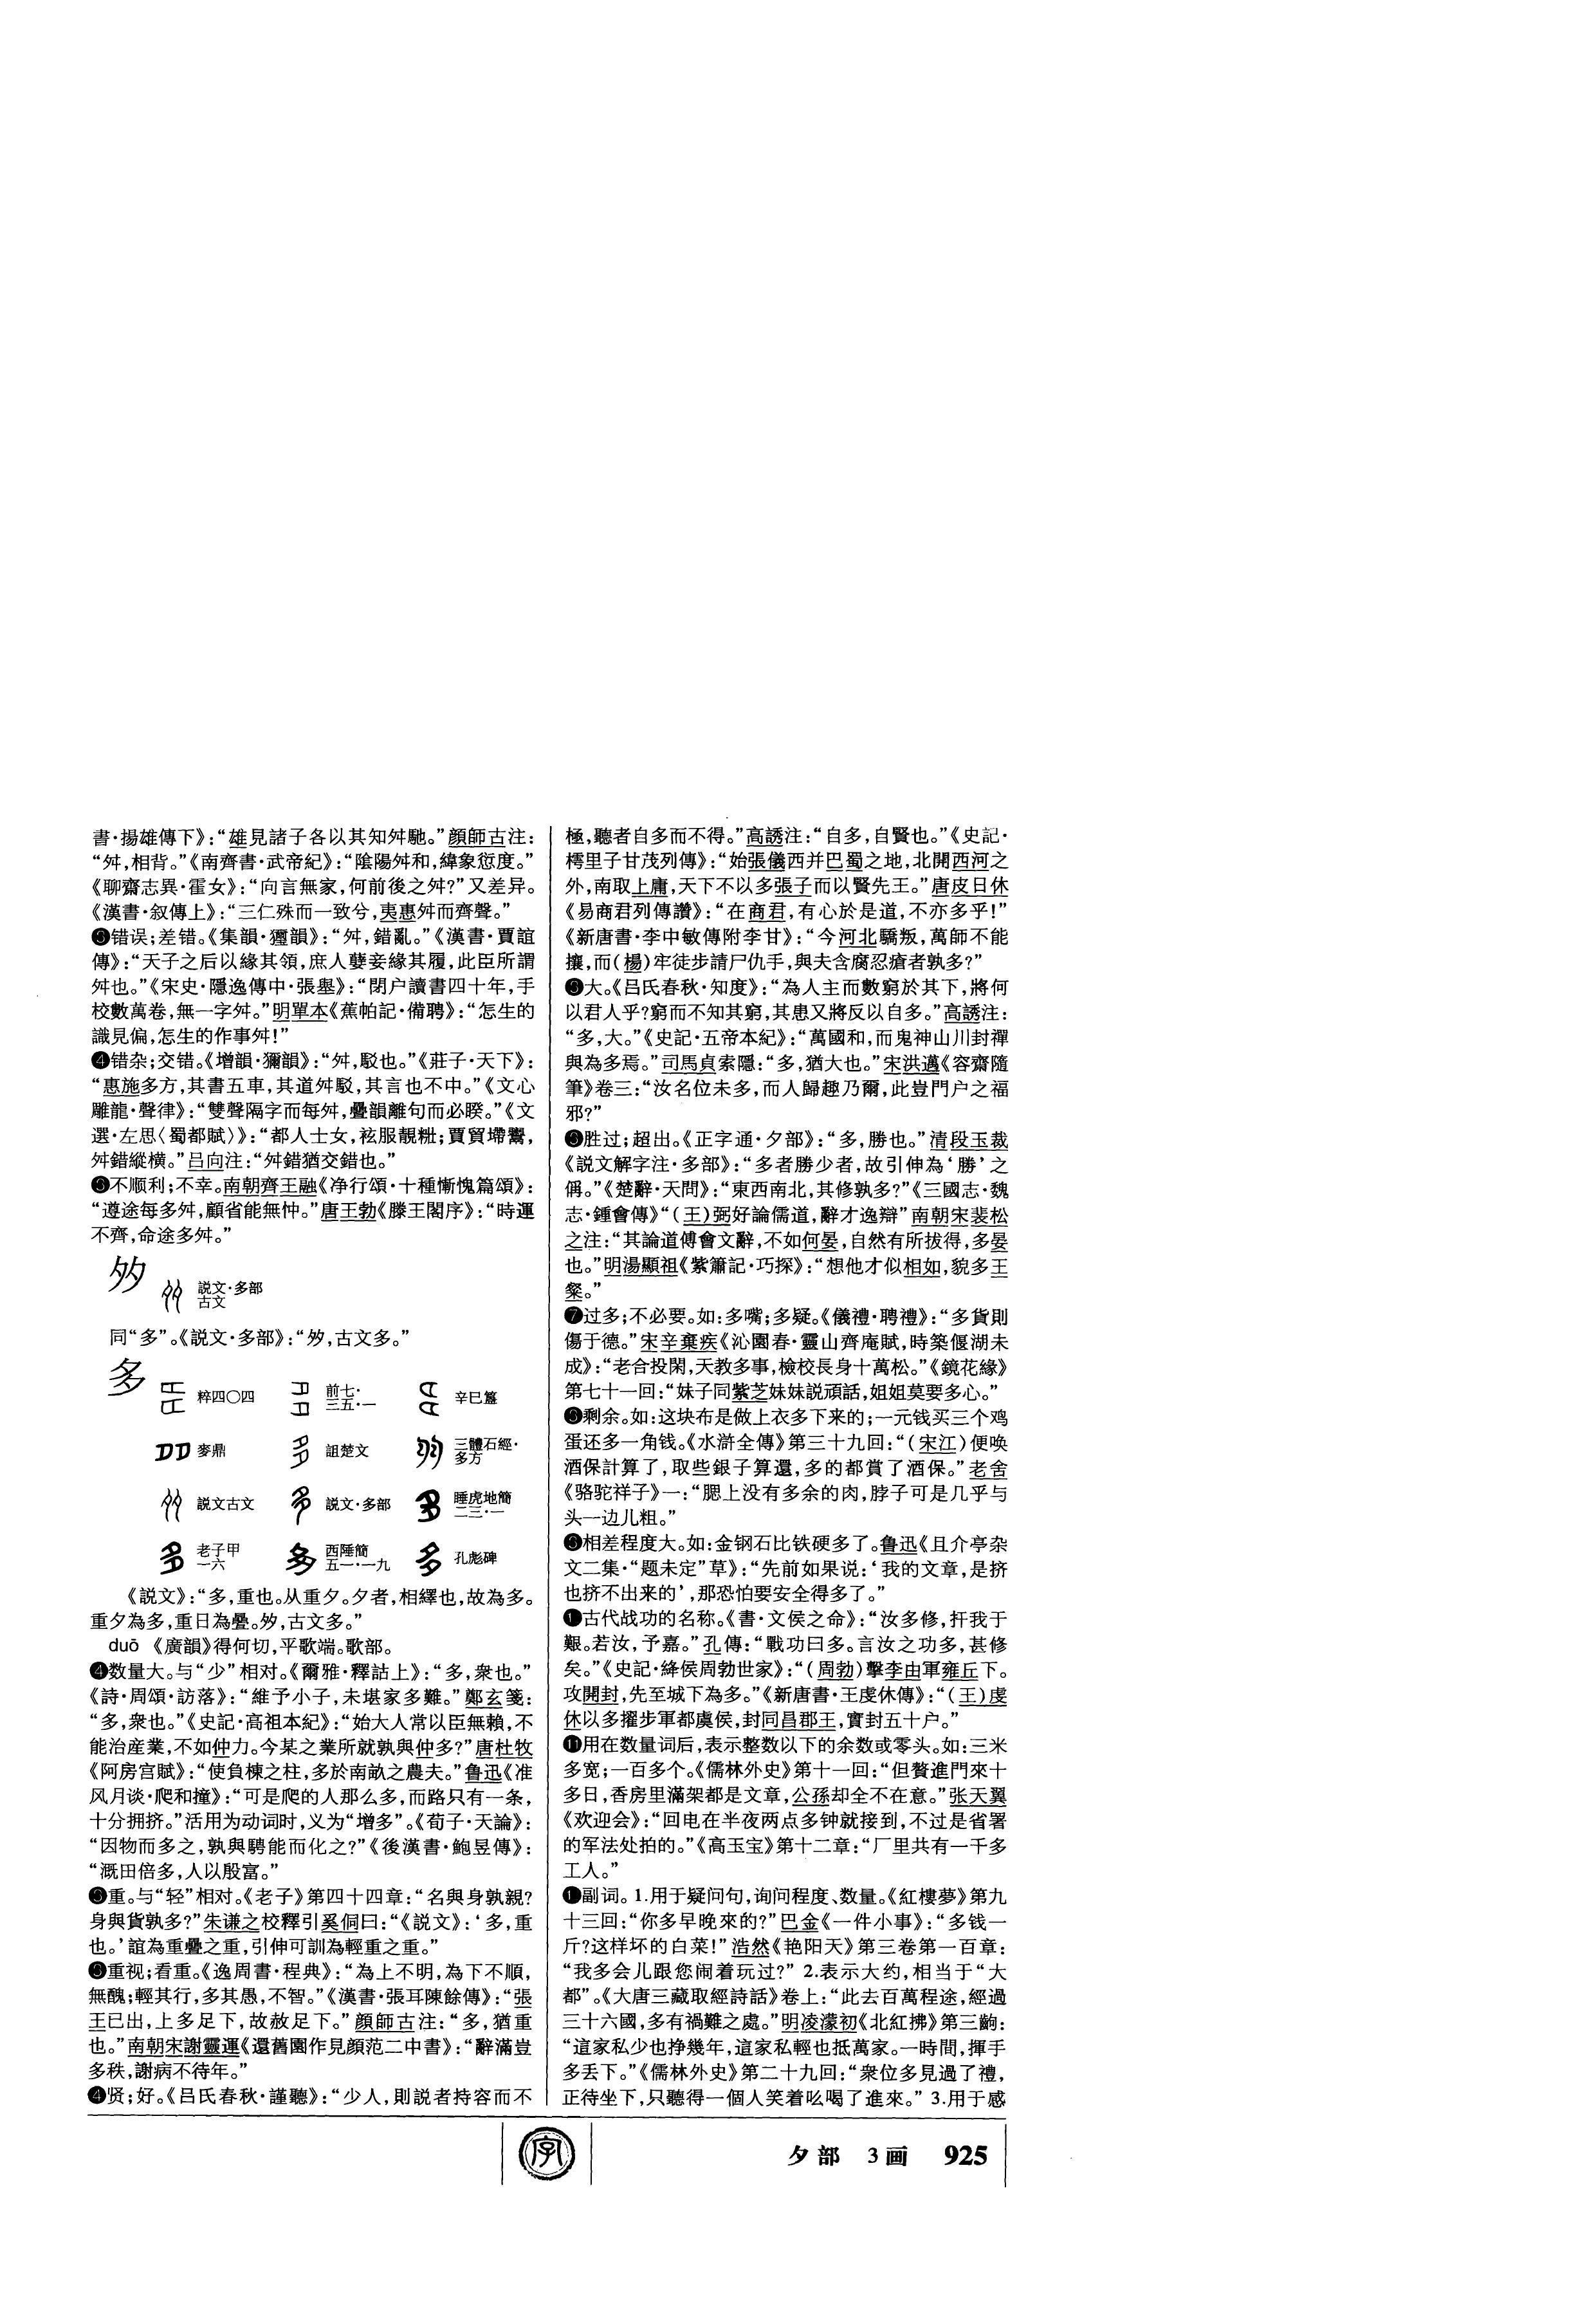 書·揚雄傳下》：“雄見諸子各以其知舛馳。”顔師古注：
“舛，相背。”《南齊書·武帝紀》：“陰陽舛和，緯象愆度。”
《聊齋志異·霍女》：“向言無家，何前後之舛？”又差异。
《漢書·叙傳上》：“三仁殊而一致兮，夷惠舛而齊聲。”
❸错误；差错。《集韻·獮韻》：“舛，錯亂。”《漢書·賈誼
傳》：“天子之后以緣其領，庶人孽妾緣其履，此臣所謂
舛也。”《宋史·隱逸傳中·張壆》：“閉户讀書四十年，手
校數萬卷，無一字舛。”明單本《蕉帕記·備聘》：“怎生的
識見偏，怎生的作事舛！”
❹错杂；交错。《增韻·獮韻》：“舛，駁也。”《莊子·天下》：
“惠施多方，其書五車，其道舛駁，其言也不中。”《文心
雕龍·聲律》：“雙聲隔字而每舛，疊韻離句而必睽。”《文
選·左思〈蜀都賦〉》：“都人士女，袨服靚粧；賈貿墆鬻，
舛錯縱横。”吕向注：“舛錯猶交錯也。”
❺不顺利；不幸。南朝齊王融《净行頌·十種慚愧篇頌》：
“遵途每多舛，顧省能無忡。”唐王勃《滕王閣序》：“時運
不齊，命途多舛。”
夛 説文·多部
古文
同“多”。《説文·多部》：“夛，古文多。”
多 粹四〇四 前七·
三五·一 辛巳簋
麥鼎 詛楚文 三體石經·
多方
説文古文 説文·多部 睡虎地簡
二三·一
老子甲
一六 西陲簡
五一·一九 孔彪碑
《説文》：“多，重也。从重夕。夕者，相繹也，故為多。
重夕為多，重日為疊。夛，古文多。”
duō 《廣韻》得何切，平歌端。歌部。
❹数量大。与“少”相对。《爾雅·釋詁上》：“多，衆也。”
《詩·周頌·訪落》：“維予小子，未堪家多難。”鄭玄箋：
“多，衆也。”《史記·高祖本紀》：“始大人常以臣無賴，不
能治産業，不如仲力。今某之業所就孰與仲多？”唐杜牧
《阿房宫賦》：“使負棟之柱，多於南畝之農夫。”鲁迅《准
风月谈·爬和撞》：“可是爬的人那么多，而路只有一条，
十分拥挤。”活用为动词时，义为“增多”。《荀子·天論》：
“因物而多之，孰與騁能而化之？”《後漢書·鮑昱傳》：
“溉田倍多，人以殷富。”
❺重。与“轻”相对。《老子》第四十四章：“名與身孰親？
身與貨孰多？”朱谦之校釋引奚侗曰：“《説文》：‘多，重
也。’誼為重疊之重，引伸可訓為輕重之重。”
❸重视；看重。《逸周書·程典》：“為上不明，為下不順，
無醜；輕其行，多其愚，不智。”《漢書·張耳陳餘傳》：“張
王已出，上多足下，故赦足下。”顔師古注：“多，猶重
也。”南朝宋謝靈運《還舊園作見顔范二中書》：“辭滿豈
多秩，謝病不待年。”
❹贤；好。《吕氏春秋·謹聽》：“少人，則説者持容而不
極，聽者自多而不得。”高誘注：“自多，自賢也。”《史記·
樗里子甘茂列傳》：“始張儀西并巴蜀之地，北開西河之
外，南取上庸，天下不以多張子而以賢先王。”唐皮日休
《易商君列傳讚》：“在商君，有心於是道，不亦多乎！”
《新唐書·李中敏傳附李甘》：“今河北驕叛，萬師不能
攘，而（楊）牢徒步請尸仇手，與夫含腐忍瘡者孰多？”
❺大。《吕氏春秋·知度》：“為人主而數窮於其下，將何
以君人乎？窮而不知其窮，其患又將反以自多。”高誘注：
“多，大。”《史記·五帝本紀》：“萬國和，而鬼神山川封禪
與為多焉。”司馬貞索隱：“多，猶大也。”宋洪邁《容齋隨
筆》卷三：“汝名位未多，而人歸趣乃爾，此豈門户之福
邪？”
❻胜过；超出。《正字通·夕部》：“多，勝也。”清段玉裁
《説文解字注·多部》：“多者勝少者，故引伸為‘勝’之
偁。”《楚辭·天問》：“東西南北，其修孰多？”《三國志·魏
志·鍾會傳》“（王）弼好論儒道，辭才逸辯”南朝宋裴松
之注：“其論道傅會文辭，不如何晏，自然有所拔得，多晏
也。”明湯顯祖《紫簫記·巧探》：“想他才似相如，貌多王
粲。”
❼过多；不必要。如：多嘴；多疑。《儀禮·聘禮》：“多貨則
傷于德。”宋辛棄疾《沁園春·靈山齊庵賦，時築偃湖未
成》：“老合投閑，天教多事，檢校長身十萬松。”《鏡花緣》
第七十一回：“妹子同紫芝妹妹説頑話，姐姐莫要多心。”
❽剩余。如：这块布是做上衣多下来的；一元钱买三个鸡
蛋还多一角钱。《水滸全傳》第三十九回：“（宋江）便唤
酒保計算了，取些銀子算還，多的都賞了酒保。”老舍
《骆驼祥子》一：“腮上没有多余的肉，脖子可是几乎与
头一边儿粗。”
❾相差程度大。如：金钢石比铁硬多了。鲁迅《且介亭杂
文二集·“题未定”草》：“先前如果说：‘我的文章，是挤
也挤不出来的’，那恐怕要安全得多了。”
❶古代战功的名称。《書·文侯之命》：“汝多修，扞我于
艱。若汝，予嘉。”孔傳：“戰功曰多。言汝之功多，甚修
矣。”《史記·絳侯周勃世家》：“（周勃）擊李由軍雍丘下。
攻開封，先至城下為多。”《新唐書·王虔休傳》：“（王）虔
休以多擢步軍都虞侯，封同昌郡王，實封五十户。”
⓫用在数量词后，表示整数以下的余数或零头。如：三米
多宽；一百多个。《儒林外史》第十一回：“但贅進門來十
多日，香房里滿架都是文章，公孫却全不在意。”张天翼
《欢迎会》：“回电在半夜两点多钟就接到，不过是省署
的军法处拍的。”《高玉宝》第十二章：“厂里共有一千多
工人。”
❶副词。1.用于疑问句，询问程度、数量。《紅樓夢》第九
十三回：“你多早晚來的？”巴金《一件小事》：“多钱一
斤？这样坏的白菜！”浩然《艳阳天》第三卷第一百章：
“我多会儿跟您闹着玩过？”2.表示大约，相当于“大
都”。《大唐三藏取經詩話》卷上：“此去百萬程途，經過
三十六國，多有禍難之處。”明凌濛初《北紅拂》第三齣：
“這家私少也挣幾年，這家私輕也抵萬家。一時間，揮手
多丢下。”《儒林外史》第二十九回：“衆位多見過了禮，
正待坐下，只聽得一個人笑着吆喝了進來。”3.用于感
字
夕部 3画 925